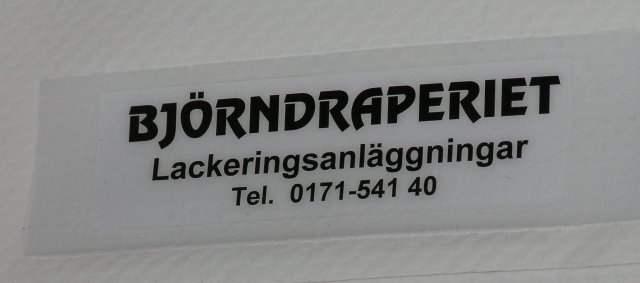 BJÖRNDRAPERIET
Lackeringsanläggningar
Tel. 0171-541 40